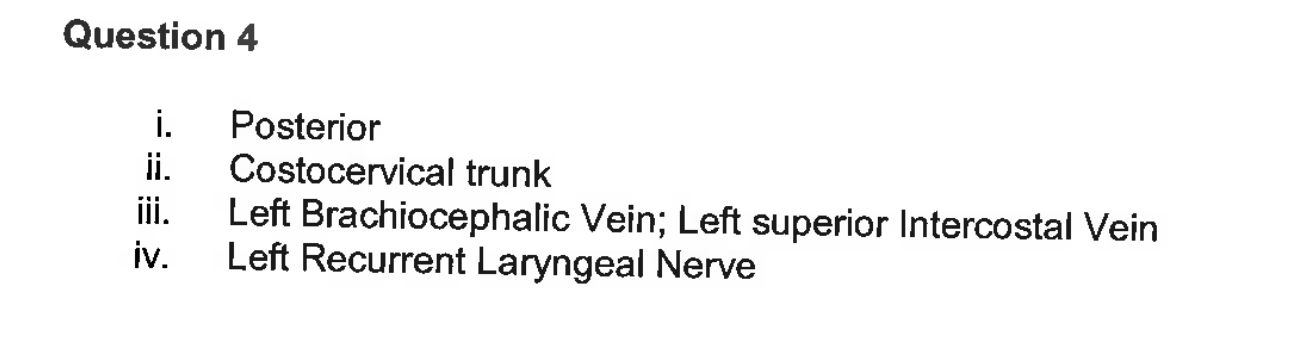 Question 4
i. Posterior
ii. Costocervical trunk
iii. Left Brachiocephalic Vein; Left superior Intercostal Vein
iv. Left Recurrent Laryngeal Nerve